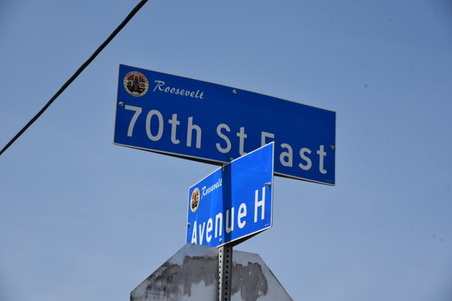 Roosevelt
70th St East
Roosevelt
Avenue H